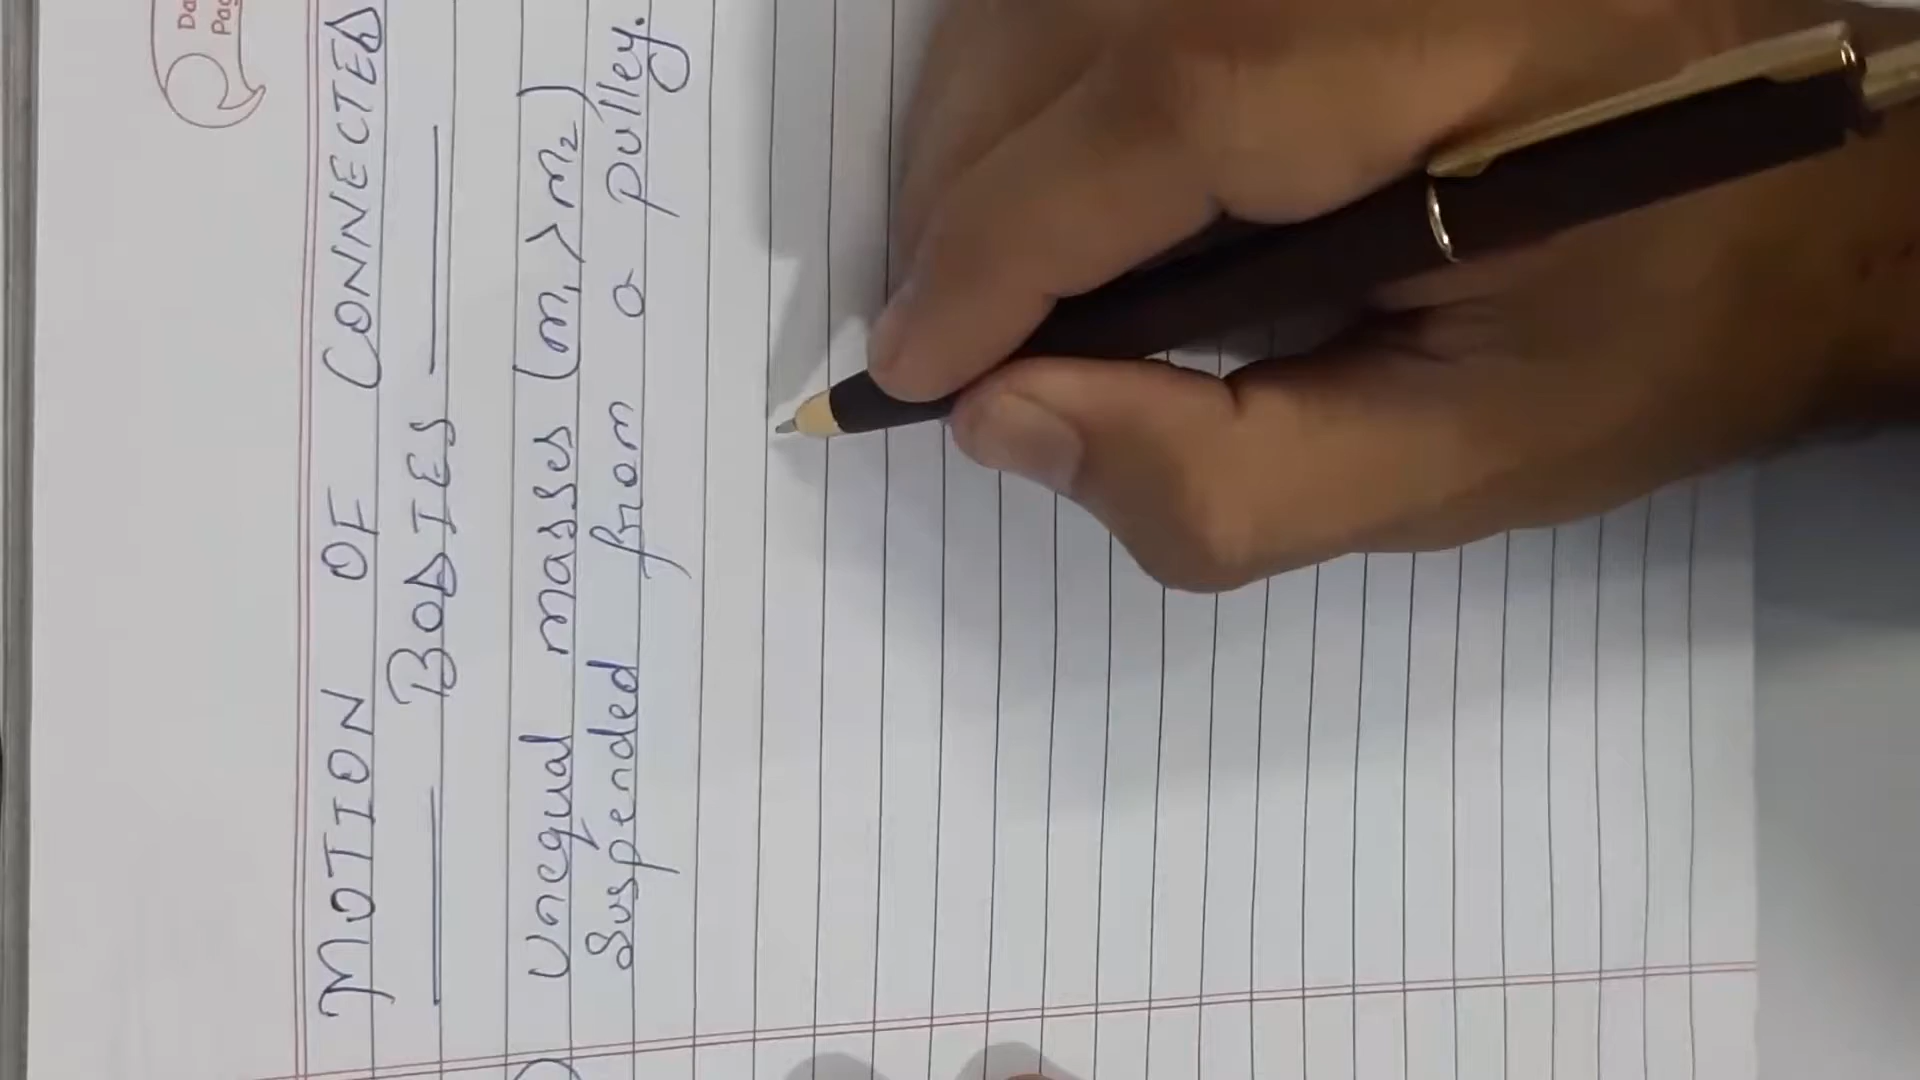 MOTION OF CONNECTED
BODIES
Unequal masses (m₁ > m₂)
Suspended from a pulley.